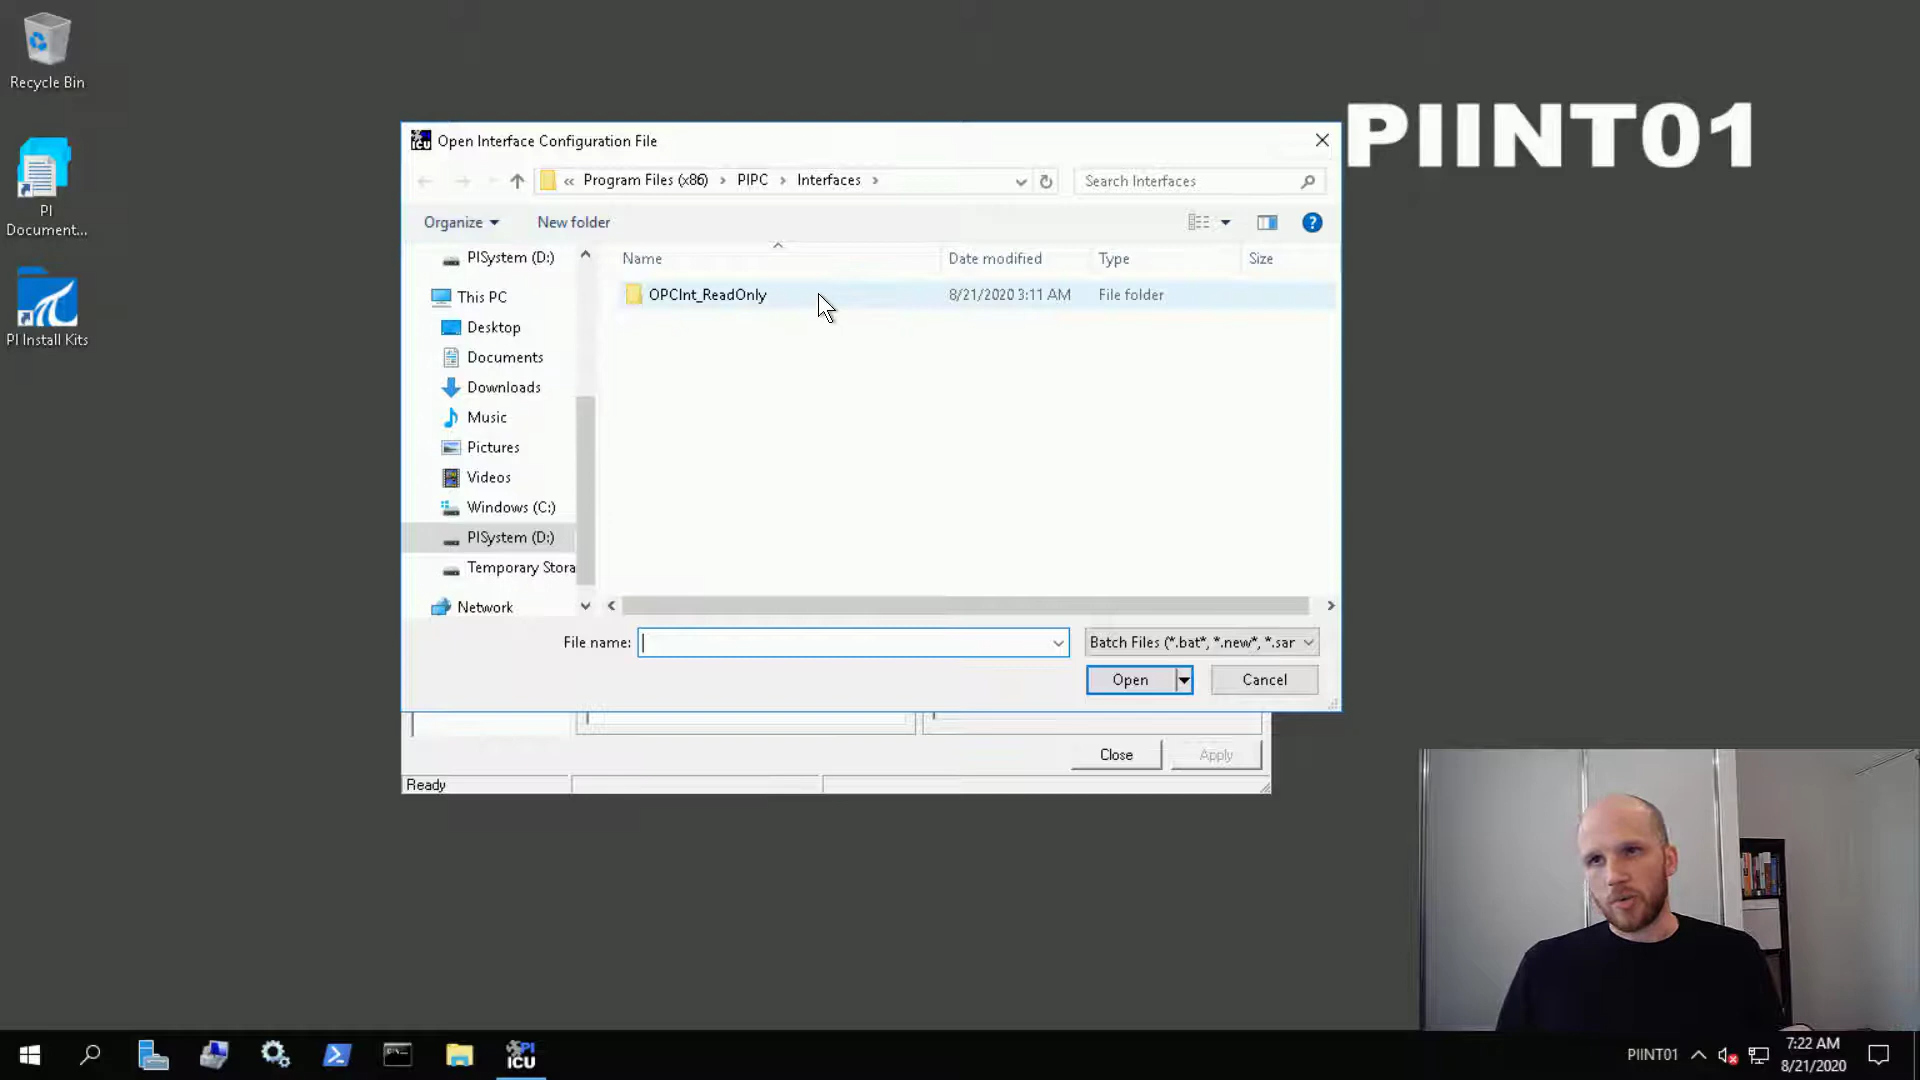 Recycle Bin
PI
Document...
PI Install Kits
PIINT01
Open Interface Configuration File
« Program Files (x86) › PIPC › Interfaces ›
Search Interfaces
Organize
New folder
Name
Date modified
Type
Size
OPCInt_ReadOnly
8/21/2020 3:11 AM
File folder
PISystem (D:)
This PC
Desktop
Documents
Downloads
Music
Pictures
Videos
Windows (C:)
PISystem (D:)
Temporary Stora
Network
File name:
Batch Files (*.bat*, *.new*, *.sar
Open
Cancel
Close
Apply
Ready
PI
ICU
PIINT01
7:22 AM
8/21/2020